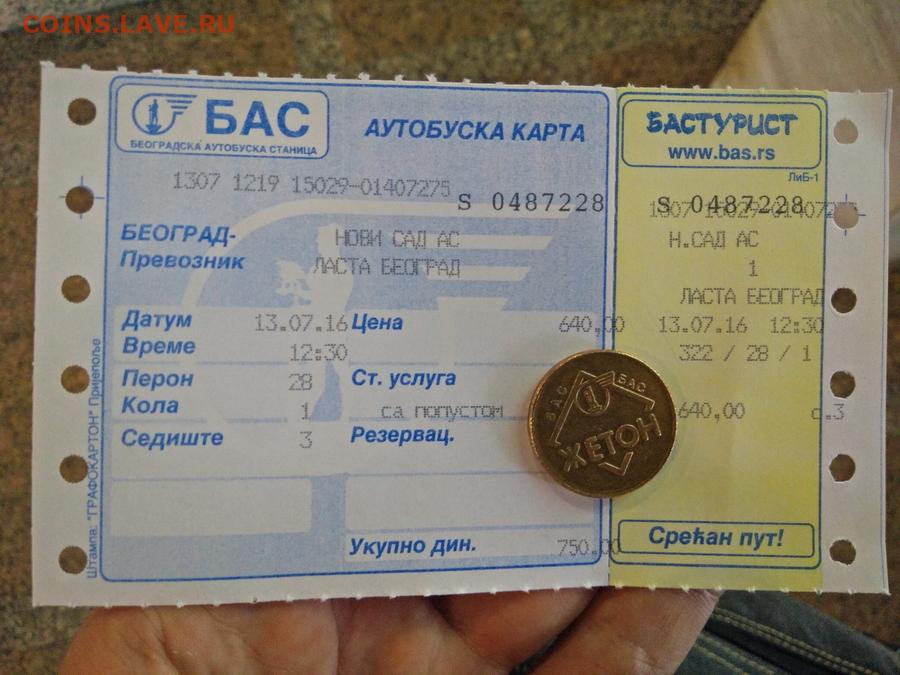 COINS.LAVE.RU
БАС
БЕОГРАДСКА АУТОБУСКА СТАНИЦА
АУТОБУСКА КАРТА
1307 1219 15029-01407275
S 0487228
БЕОГРАД- НОВИ САД АС
Превозник ЛАСТА БЕОГРАД
Датум 13.07.16 Цена 640,00
Време 12:30
Перон 28 Ст. услуга
Кола 1 са попустом
Седиште 3 Резервац.
Укупно дин. 750.00
Штампа: "ГРАФОКАРТОН" Пријепоље
БАСТУРИСТ
www.bas.rs
ЛиБ-1
S 0487228
1307 15029-01407275
Н.САД АС
1
ЛАСТА БЕОГРАД
13.07.16 12:30
322 / 28 / 1
640,00 с.3
Срећан пут!
БАС БАС
ЖЕТОН